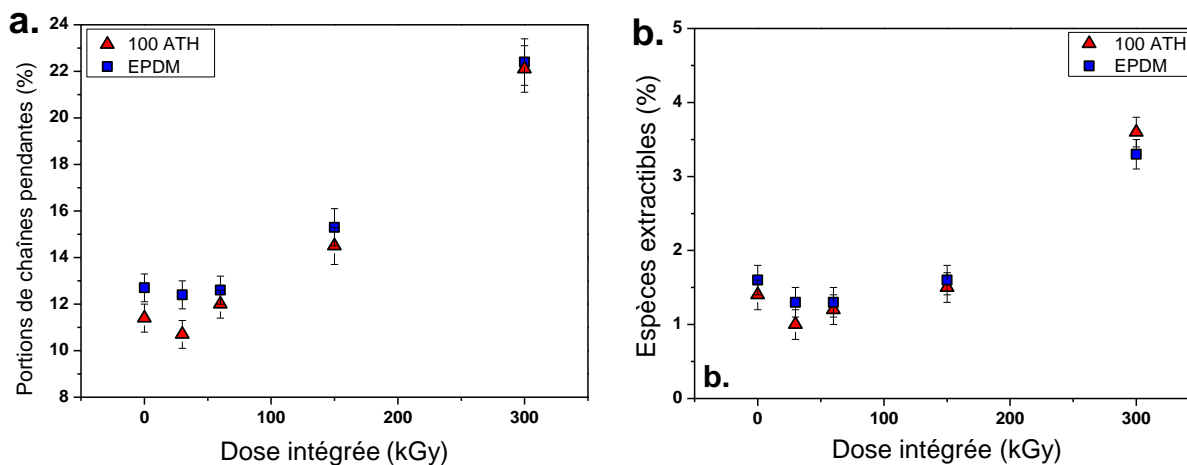 a.
24
22
20
18
16
14
12
10
8
Portions de chaînes pendantes (%)
100 ATH
EPDM
0 100 200 300
Dose intégrée (kGy)
b.
5
4
3
2
1
0
Espèces extractibles (%)
100 ATH
EPDM
b.
0 100 200 300
Dose intégrée (kGy)